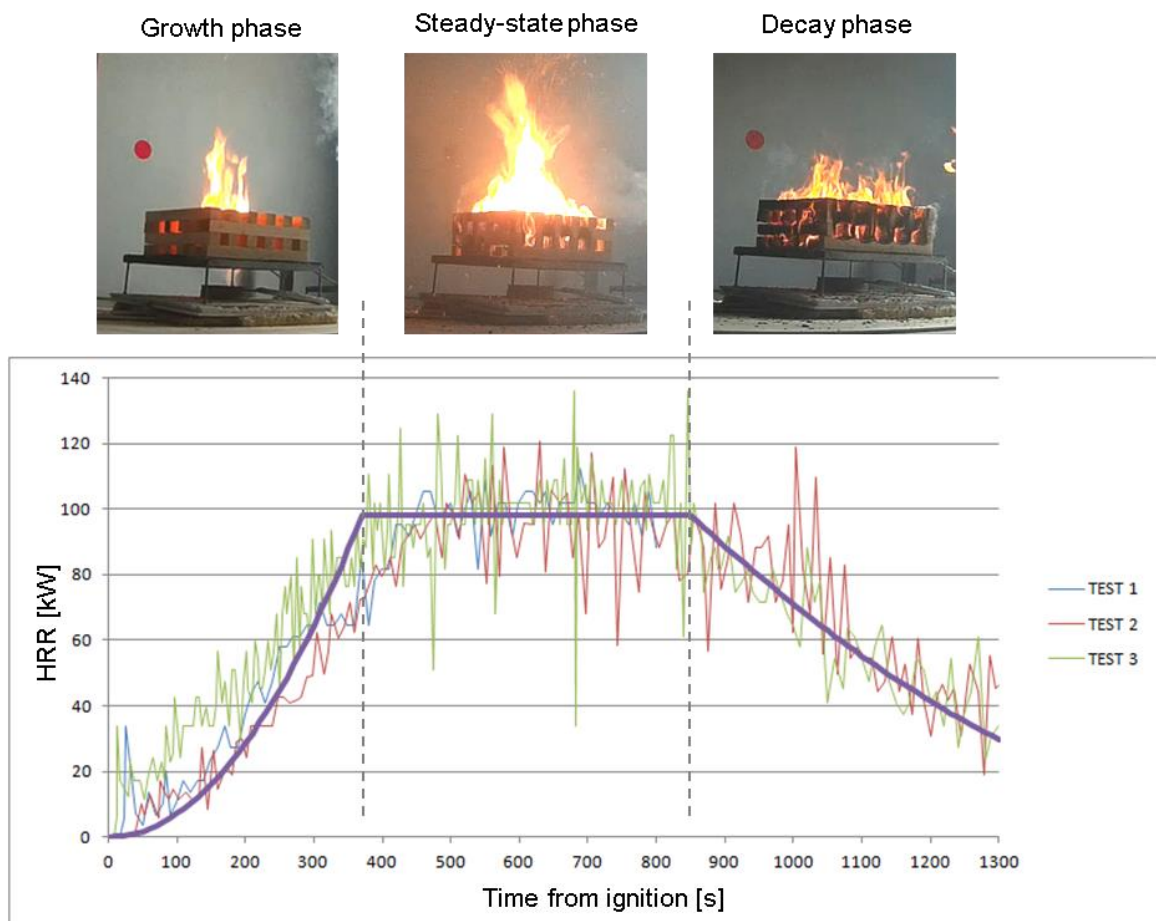 Growth phase
Steady-state phase
Decay phase
140
120
100
80
60
40
20
0
HRR [kW]
0 100 200 300 400 500 600 700 800 900 1000 1100 1200 1300
Time from ignition [s]
TEST 1
TEST 2
TEST 3